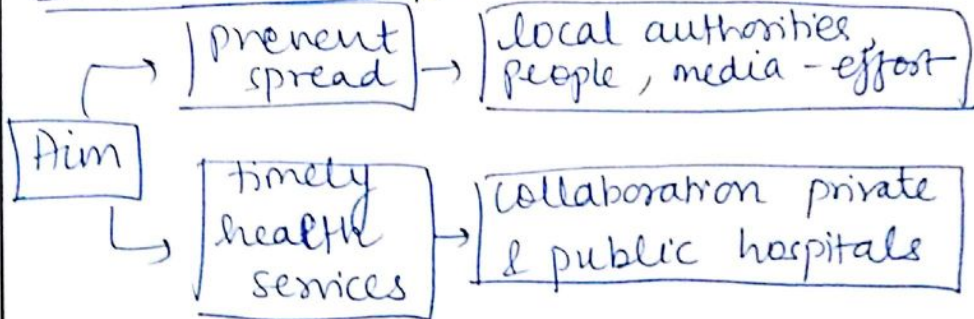 prevent
spread
local authorities,
people, media - effort
Aim
timely
health
services
collaboration private
& public hospitals